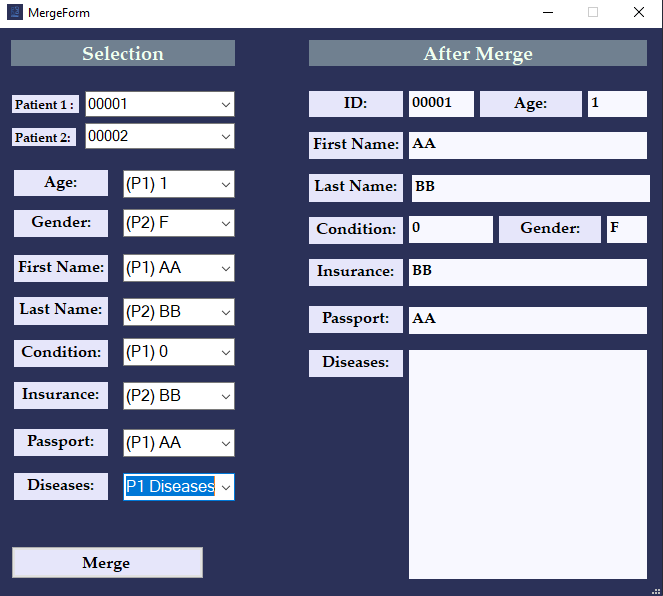 MergeForm
Selection
Patient 1 : 00001
Patient 2: 00002
Age: (P1) 1
Gender: (P2) F
First Name: (P1) AA
Last Name: (P2) BB
Condition: (P1) 0
Insurance: (P2) BB
Passport: (P1) AA
Diseases: P1 Diseases
Merge
After Merge
ID: 00001 Age: 1
First Name: AA
Last Name: BB
Condition: 0 Gender: F
Insurance: BB
Passport: AA
Diseases: